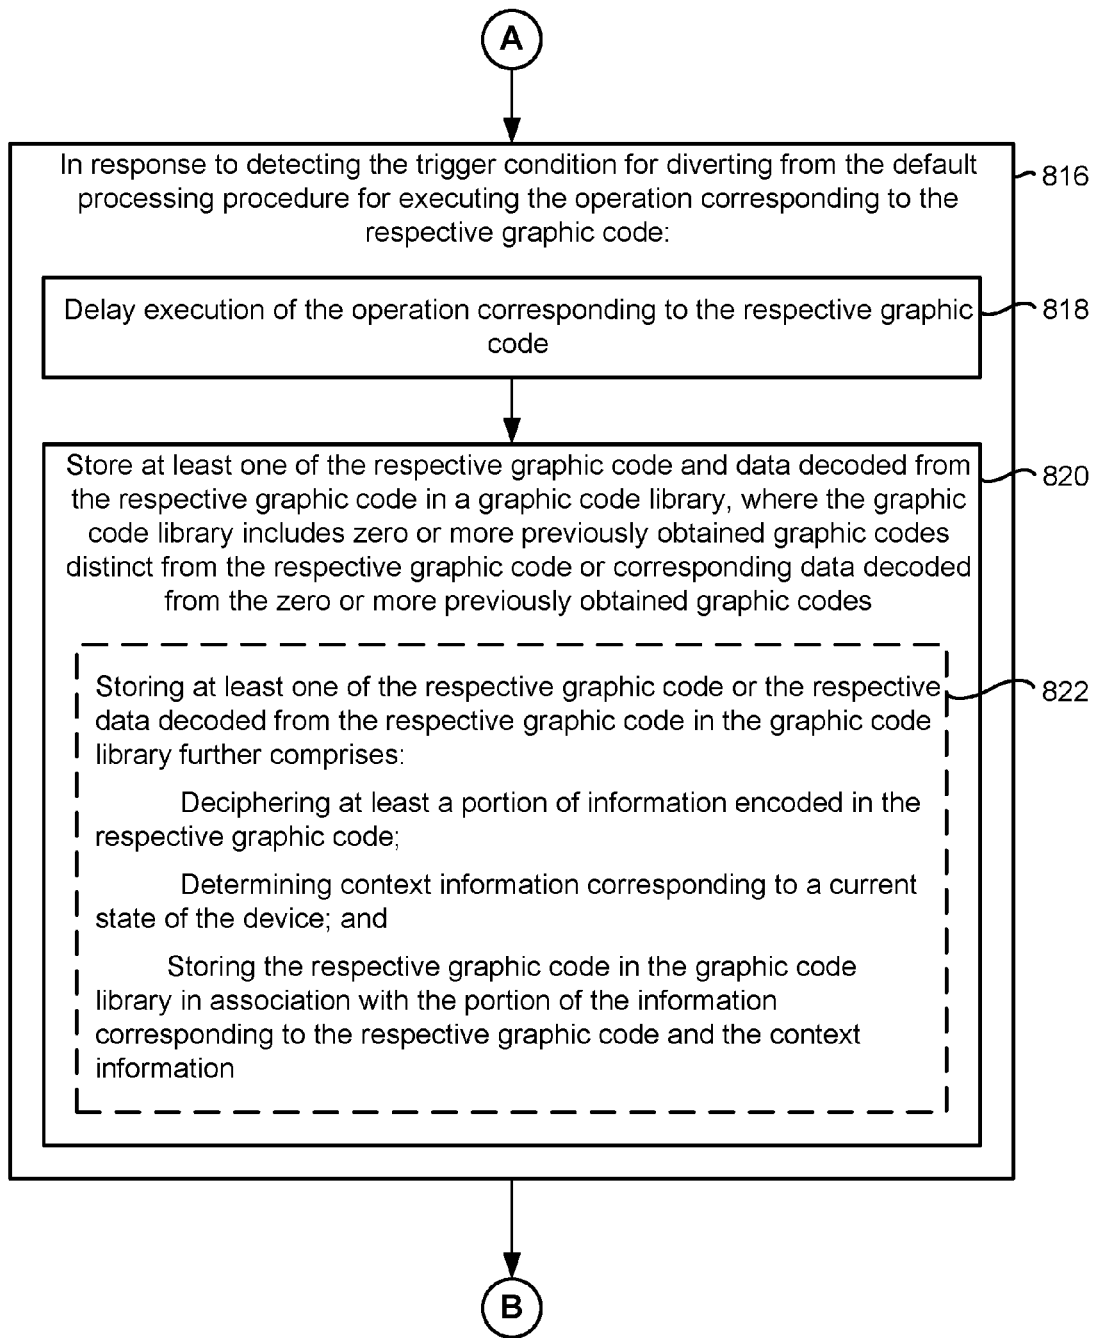 A
In response to detecting the trigger condition for diverting from the default
processing procedure for executing the operation corresponding to the
respective graphic code:
816
Delay execution of the operation corresponding to the respective graphic
code
818
Store at least one of the respective graphic code and data decoded from
the respective graphic code in a graphic code library, where the graphic
code library includes zero or more previously obtained graphic codes
distinct from the respective graphic code or corresponding data decoded
from the zero or more previously obtained graphic codes
820
Storing at least one of the respective graphic code or the respective
data decoded from the respective graphic code in the graphic code
library further comprises:
822
Deciphering at least a portion of information encoded in the
respective graphic code;
Determining context information corresponding to a current
state of the device; and
Storing the respective graphic code in the graphic code
library in association with the portion of the information
corresponding to the respective graphic code and the context
information
B